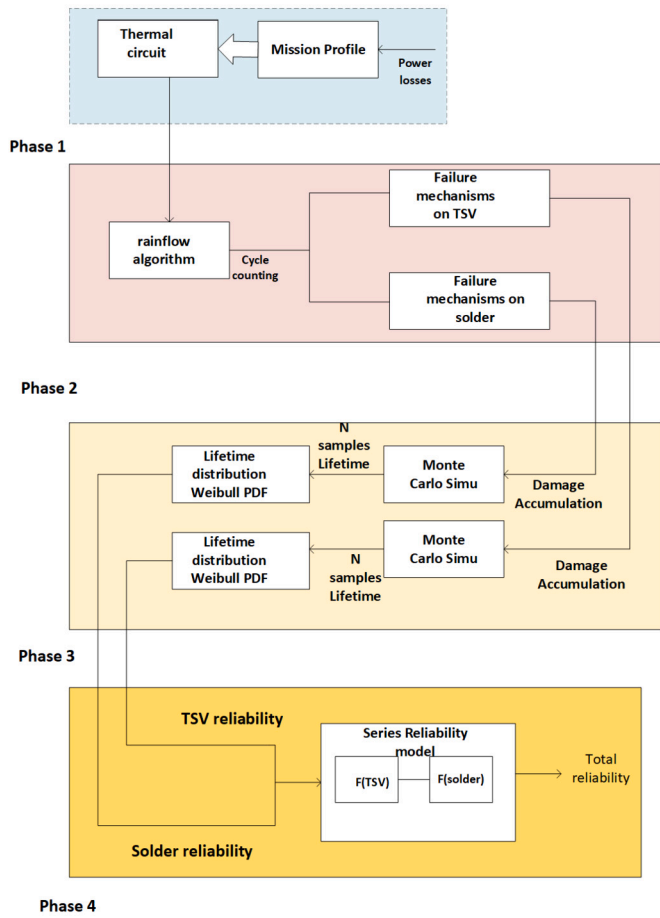 Thermal
circuit
Mission Profile
Power
losses
Phase 1
rainflow
algorithm
Cycle
counting
Failure
mechanisms
on TSV
Failure
mechanisms on
solder
Phase 2
Lifetime
distribution
Weibull PDF
N
samples
Lifetime
Monte
Carlo Simu
Damage
Accumulation
Lifetime
distribution
Weibull PDF
N
samples
Lifetime
Monte
Carlo Simu
Damage
Accumulation
Phase 3
TSV reliability
Series Reliability
model
F(TSV)
F(solder)
Total
reliability
Solder reliability
Phase 4